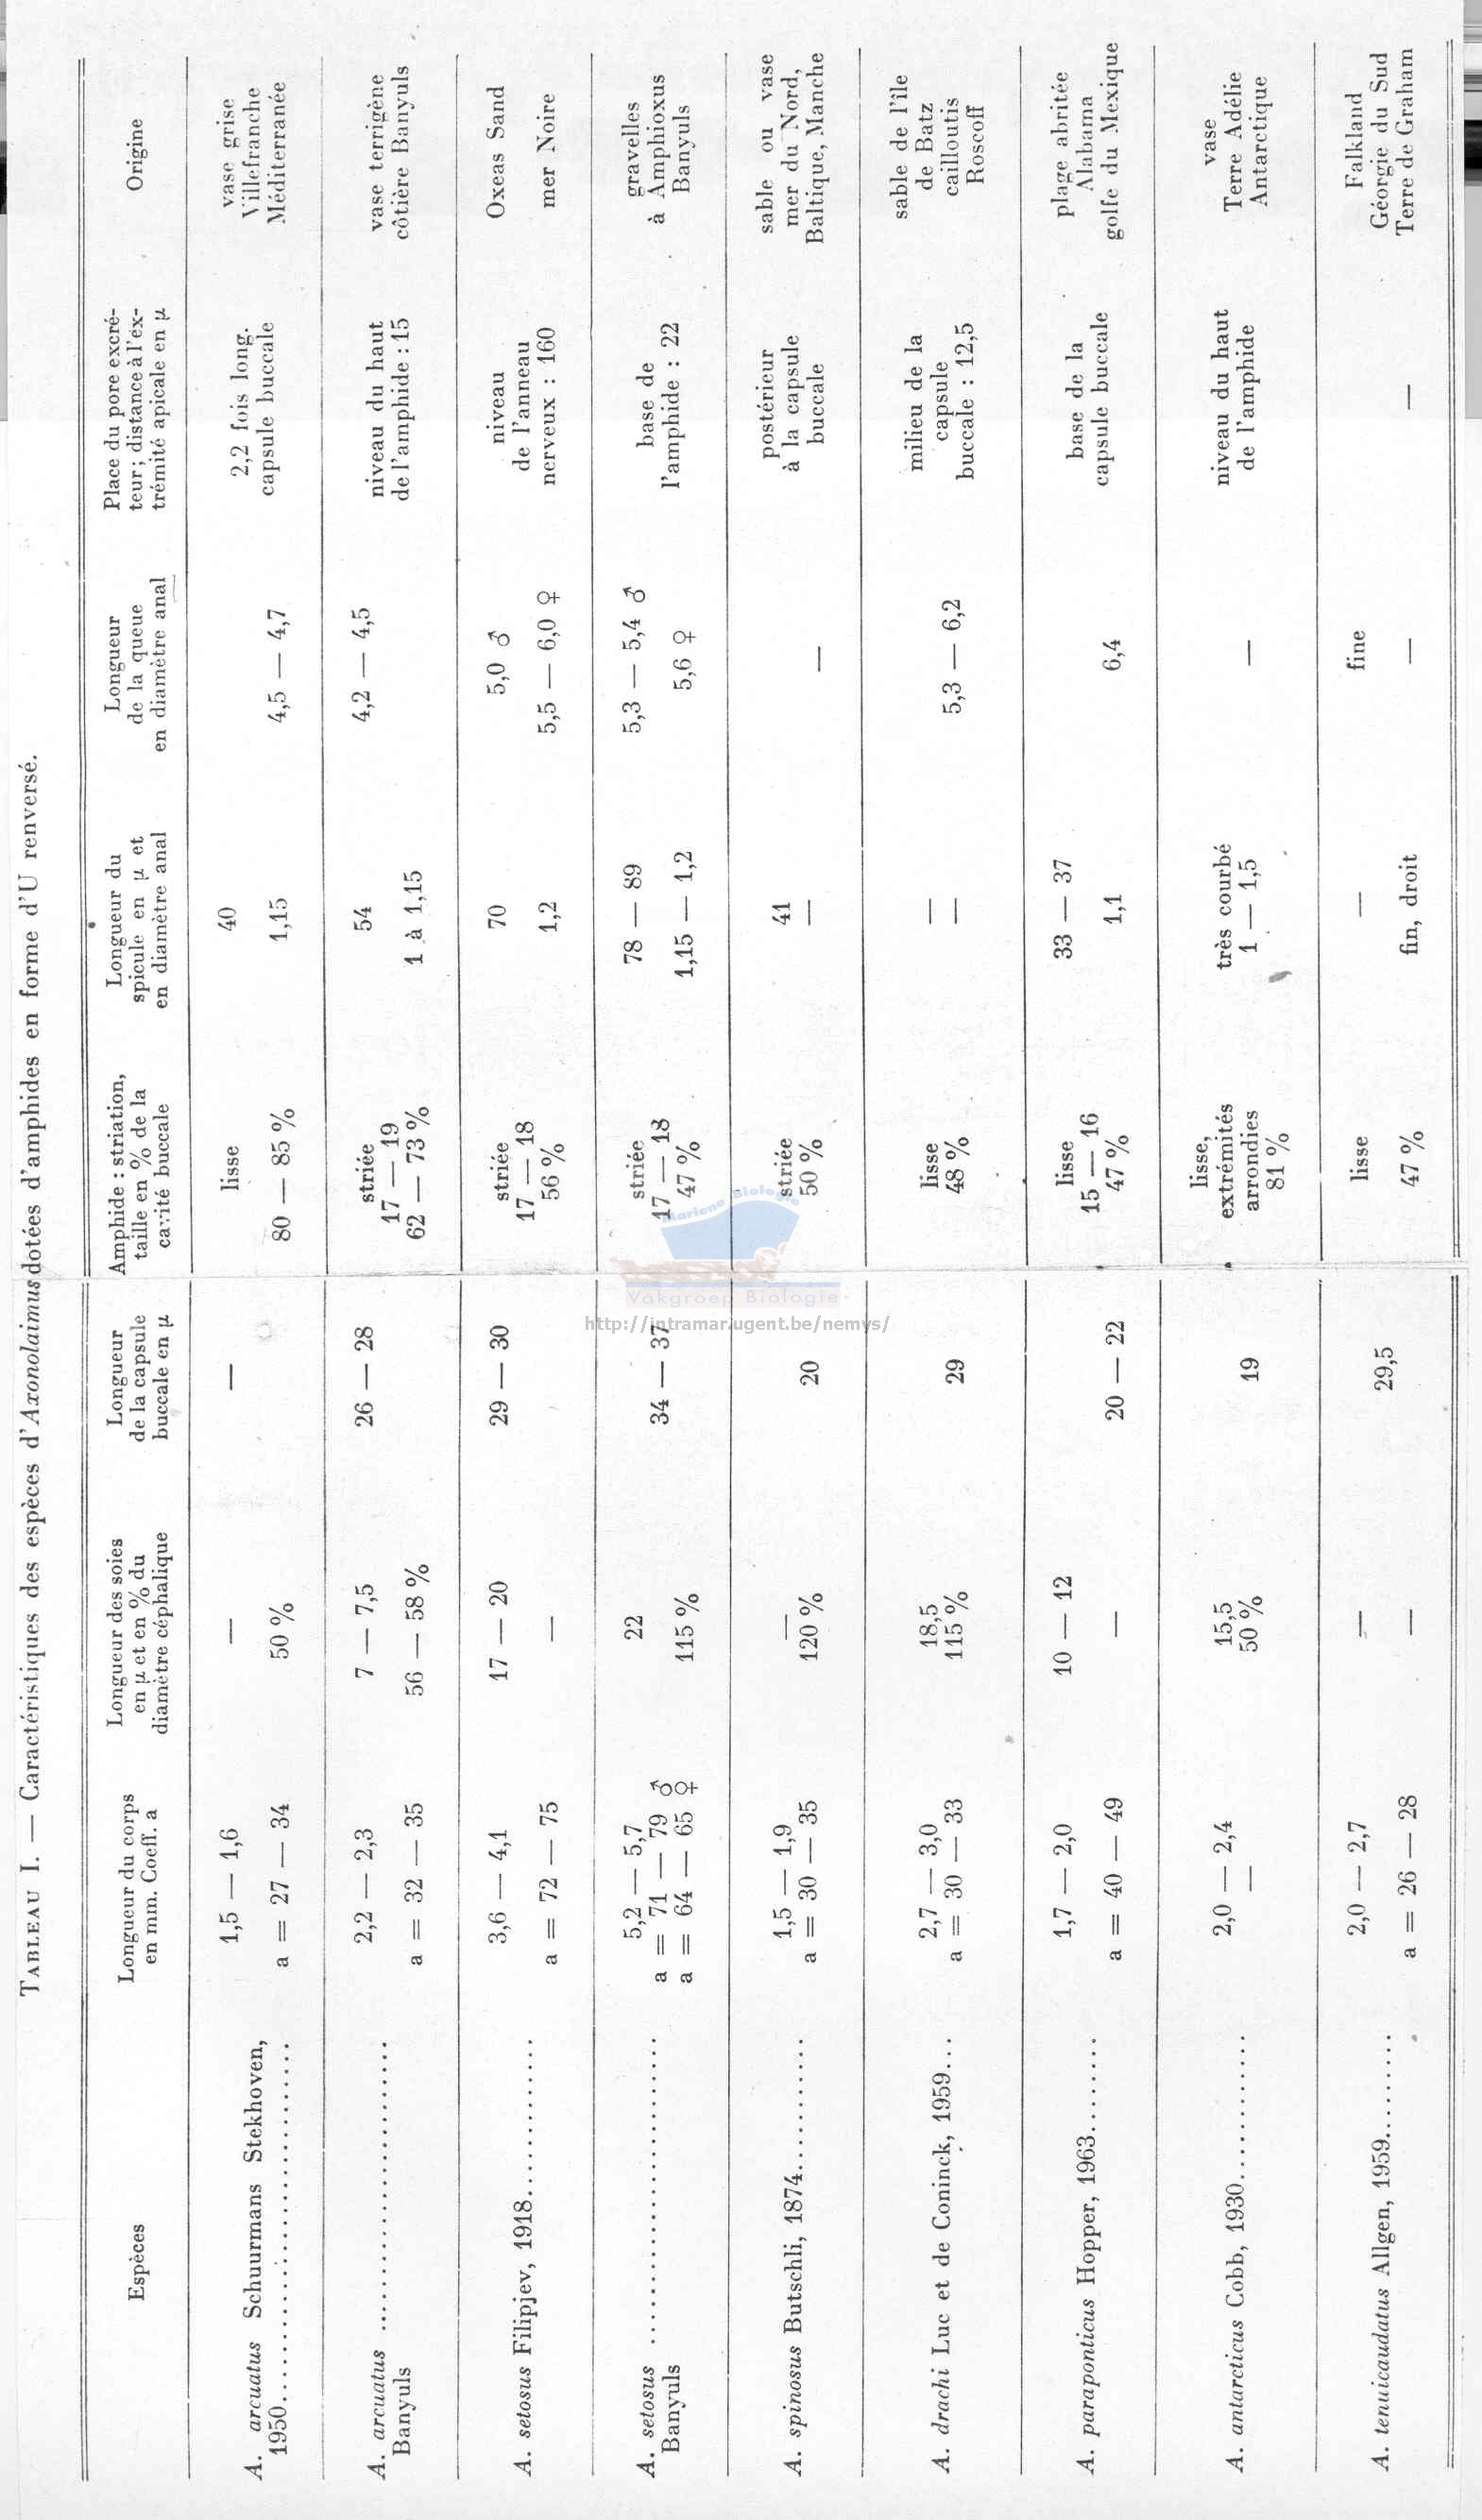 TABLEAU I. — Caractéristiques des espèces d'Axonolaimus dotées d'amphides en forme d'U renversé.
Espèces
Longueur du corps
en mm. Coeff. a
Longueur des soies
en µ et en % du
diamètre céphalique
Longueur
de la capsule
buccale en µ
Amphide : striation,
taille en % de la
cavité buccale
Longueur du
spicule en µ et
en diamètre anal
Longueur
de la queue
en diamètre anal
Place du pore excré-
teur; distance à l'ex-
trémité apicale en µ
Origine
A. arcuatus Schuurmans Stekhoven,
1950
1,5 — 1,6
a = 27 — 34
—
50 %
—
lisse
80 — 85 %
40
1,15
4,5 — 4,7
2,2 fois long.
capsule buccale
vase grise
Villefranche
Méditerranée
A. arcuatus
Banyuls
2,2 — 2,3
a = 32 — 35
7 — 7,5
56 — 58 %
26 — 28
striée
17 — 19
62 — 73 %
54
1 à 1,15
4,2 — 4,5
niveau du haut
de l'amphide : 15
vase terrigène
côtière Banyuls
A. setosus Filipjev, 1918
3,6 — 4,1
a = 72 — 75
17 — 20
—
29 — 30
striée
17 — 18
56 %
70
1,2
5,0 ♂
5,5 — 6,0 ♀
niveau
de l'anneau
nerveux : 160
Oxeas Sand
mer Noire
A. setosus
Banyuls
5,2 — 5,7
a = 71 — 79 ♂
a = 64 — 65 ♀
22
115 %
34 — 37
striée
17 — 18
47 %
78 — 89
1,15 — 1,2
5,3 — 5,4 ♂
5,6 ♀
base de
l'amphide : 22
gravelles
à Amphioxus
Banyuls
A. spinosus Butschli, 1874
1,5 — 1,9
a = 30 — 35
—
120 %
20
striée
50 %
41
—
—
postérieur
à la capsule
buccale
sable ou vase
mer du Nord,
Baltique, Manche
A. drachi Luc et de Coninck, 1959
2,7 — 3,0
a = 30 — 33
18,5
115 %
29
lisse
48 %
—
—
5,3 — 6,2
milieu de la
capsule
buccale : 12,5
sable de l'île
de Batz
cailloutis
Roscoff
A. paraponticus Hopper, 1963
1,7 — 2,0
a = 40 — 49
10 — 12
—
20 — 22
lisse
15 — 16
47 %
33 — 37
1,1
6,4
base de la
capsule buccale
plage abritée
Alabama
golfe du Mexique
A. antarcticus Cobb, 1930
2,0 — 2,4
—
15,5
50 %
19
lisse,
extrémités
arrondies
81 %
très courbé
1 — 1,5
—
niveau du haut
de l'amphide
vase
Terre Adélie
Antarctique
A. tenuicaudatus Allgen, 1959
2,0 — 2,7
a = 26 — 28
—
—
29,5
lisse
47 %
—
fin, droit
fine
—
—
Falkland
Géorgie du Sud
Terre de Graham
Mariene Biologie
Vakgroep Biologie
http://intramar.ugent.be/nemys/